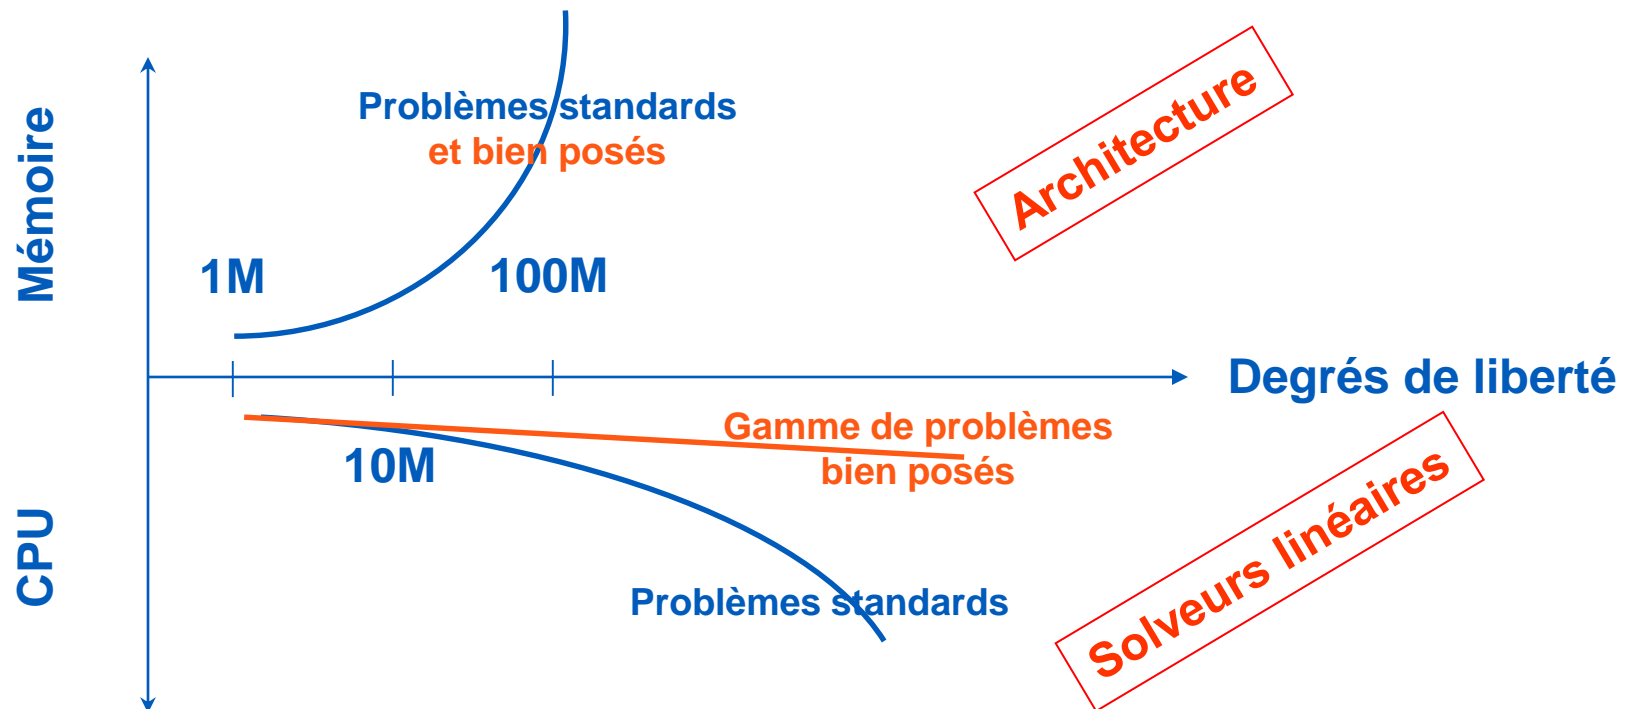 Mémoire
Problèmes standards
et bien posés
Architecture
1M
100M
Degrés de liberté
CPU
10M
Gamme de problèmes
bien posés
Problèmes standards
Solveurs linéaires